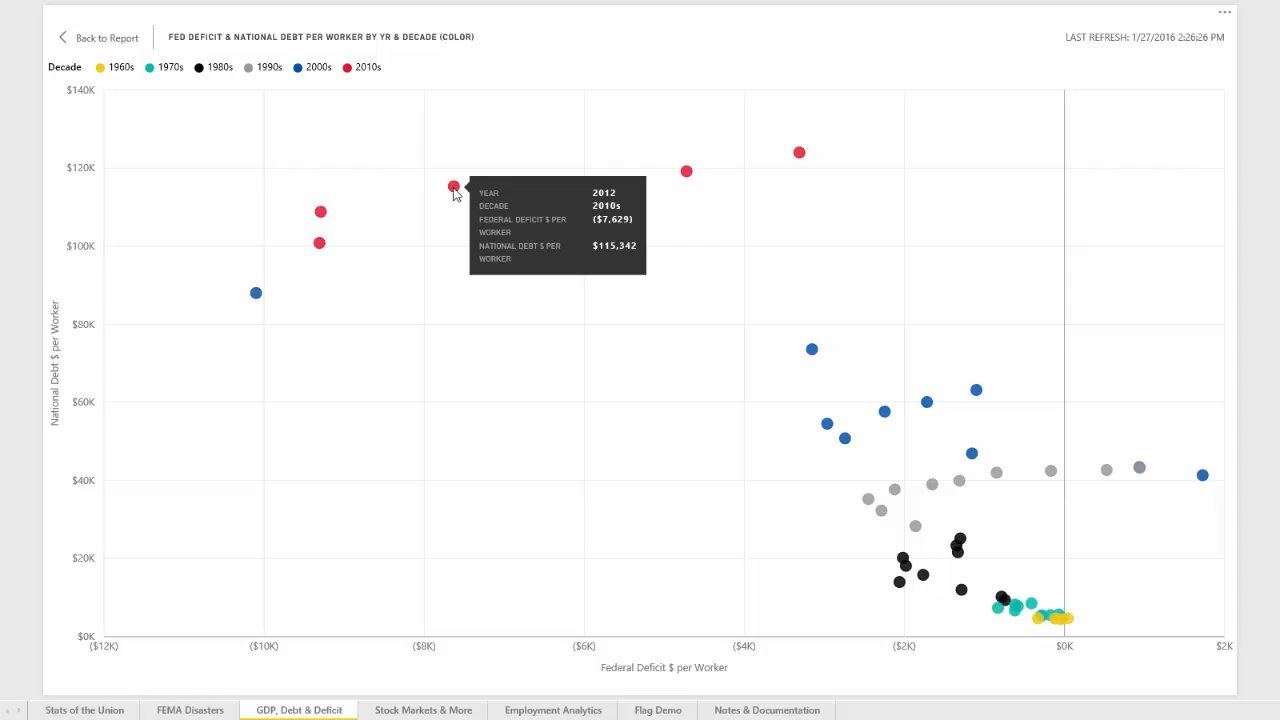 ...
Back to Report
FED DEFICIT & NATIONAL DEBT PER WORKER BY YR & DECADE (COLOR)
LAST REFRESH: 1/27/2016 2:26:26 PM
Decade 1960s 1970s 1980s 1990s 2000s 2010s
$140K
$120K
$100K
$80K
$60K
$40K
$20K
$0K
National Debt $ per Worker
YEAR 2012
DECADE 2010s
FEDERAL DEFICIT $ PER ($7,629)
WORKER
NATIONAL DEBT $ PER $115,342
WORKER
($12K) ($10K) ($8K) ($6K) ($4K) ($2K) $0K $2K
Federal Deficit $ per Worker
Stats of the Union FEMA Disasters GDP, Debt & Deficit Stock Markets & More Employment Analytics Flag Demo Notes & Documentation